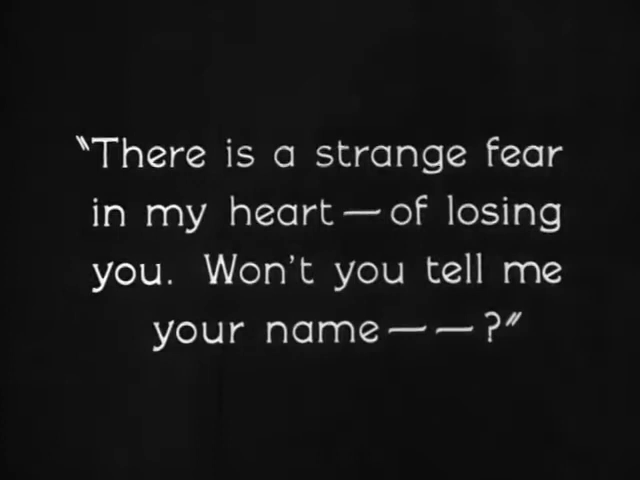 "There is a strange fear
in my heart — of losing
you. Won't you tell me
your name — — ?"